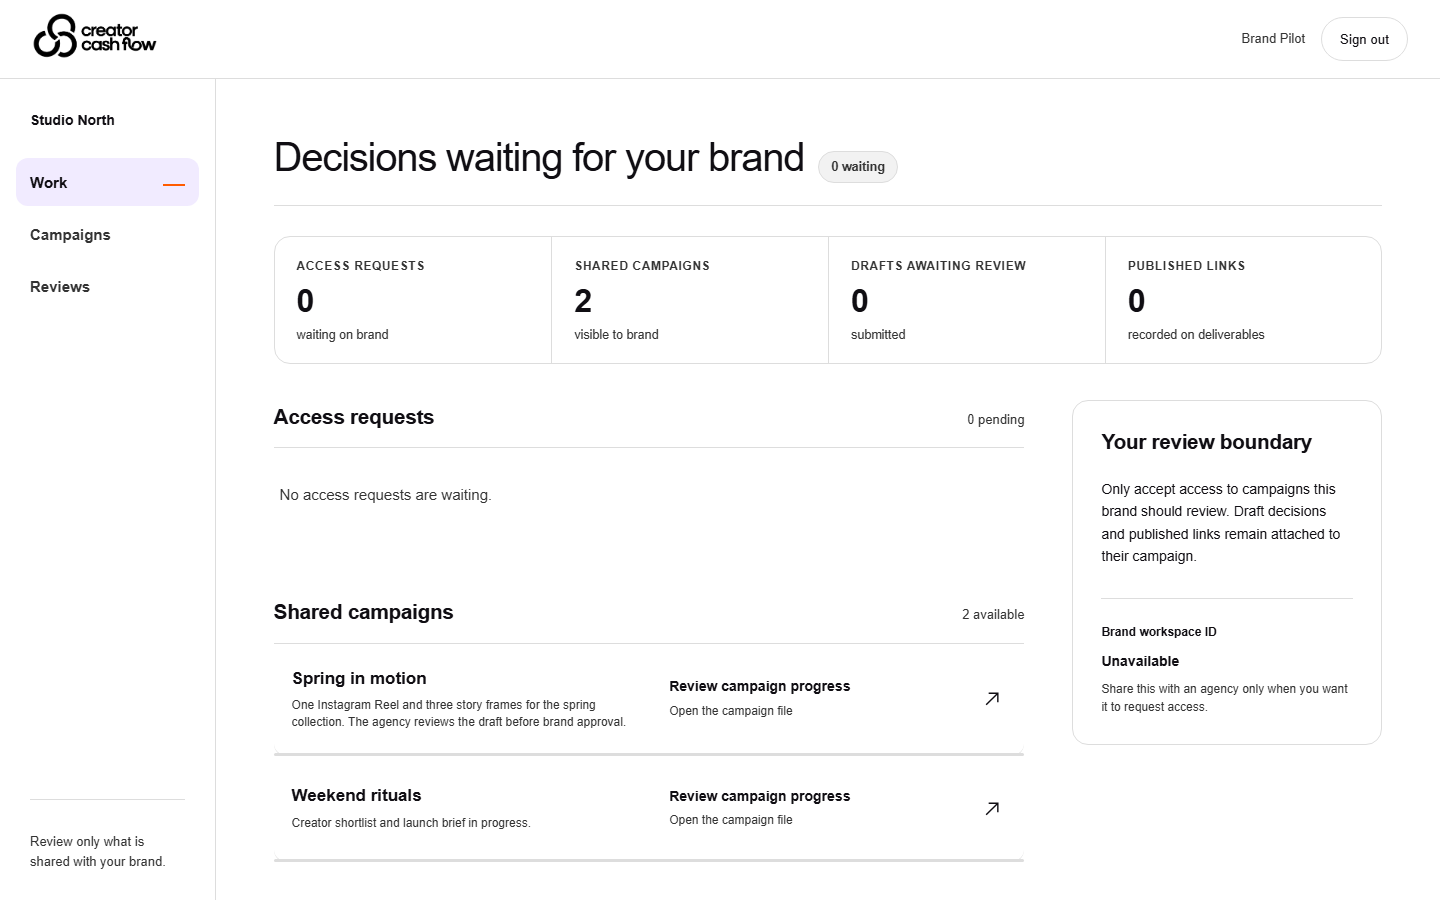 creator
cash flow
Brand Pilot
Sign out
Studio North
Work
Campaigns
Reviews
Review only what is
shared with your brand.
Decisions waiting for your brand
0 waiting
ACCESS REQUESTS
0
waiting on brand
SHARED CAMPAIGNS
2
visible to brand
DRAFTS AWAITING REVIEW
0
submitted
PUBLISHED LINKS
0
recorded on deliverables
Access requests
0 pending
No access requests are waiting.
Shared campaigns
2 available
Spring in motion
One Instagram Reel and three story frames for the spring
collection. The agency reviews the draft before brand approval.
Review campaign progress
Open the campaign file
Weekend rituals
Creator shortlist and launch brief in progress.
Review campaign progress
Open the campaign file
Your review boundary
Only accept access to campaigns this
brand should review. Draft decisions
and published links remain attached to
their campaign.
Brand workspace ID
Unavailable
Share this with an agency only when you want
it to request access.